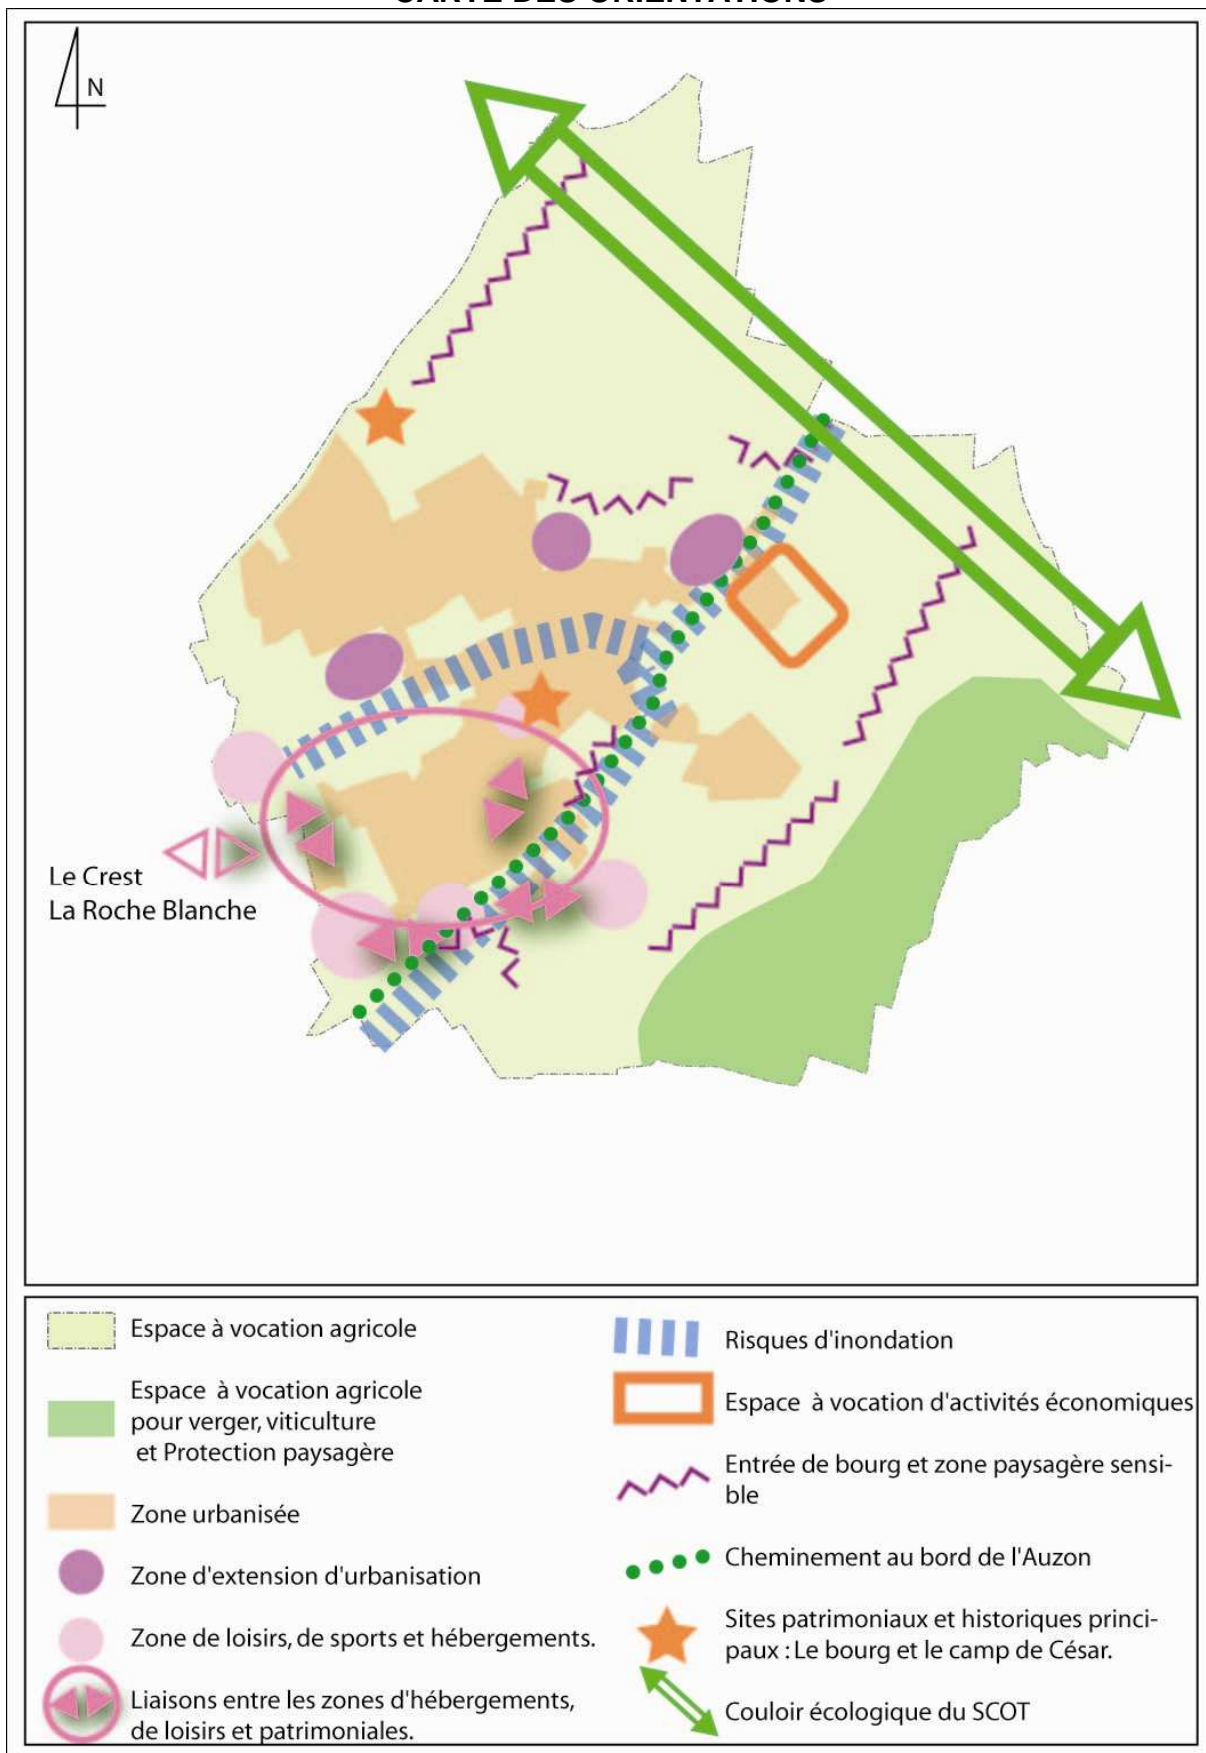 CARTE DES ORIENTATIONS
N
Le Crest
La Roche Blanche
Espace à vocation agricole
Espace à vocation agricole
pour verger, viticulture
et Protection paysagère
Zone urbanisée
Zone d'extension d'urbanisation
Zone de loisirs, de sports et hébergements.
Liaisons entre les zones d'hébergements,
de loisirs et patrimoniales.
Risques d'inondation
Espace à vocation d'activités économiques
Entrée de bourg et zone paysagère sensi-
ble
Cheminement au bord de l'Auzon
Sites patrimoniaux et historiques princi-
paux : Le bourg et le camp de César.
Couloir écologique du SCOT